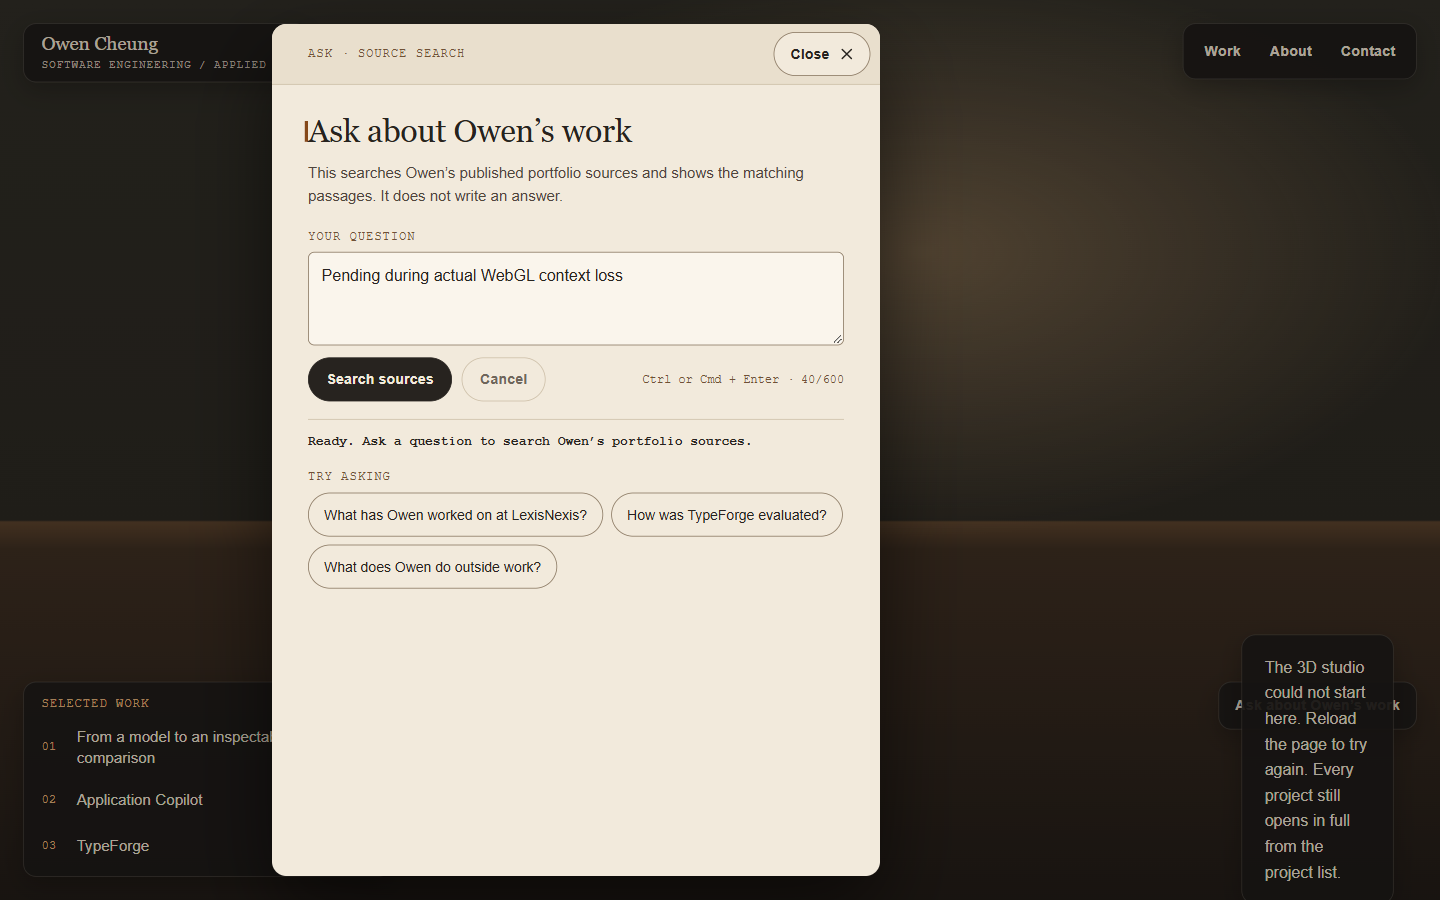 Owen Cheung
SOFTWARE ENGINEERING / APPLIED
Work
About
Contact
ASK · SOURCE SEARCH
Close
Ask about Owen’s work
This searches Owen’s published portfolio sources and shows the matching
passages. It does not write an answer.
YOUR QUESTION
Pending during actual WebGL context loss
Search sources
Cancel
Ctrl or Cmd + Enter · 40/600
Ready. Ask a question to search Owen’s portfolio sources.
TRY ASKING
What has Owen worked on at LexisNexis?
How was TypeForge evaluated?
What does Owen do outside work?
SELECTED WORK
01
From a model to an
comparison
02
Application Copilot
03
TypeForge
Ask about Owen’s work
The 3D studio
could not start
here. Reload
the page to try
again. Every
project still
opens in full
from the
project list.